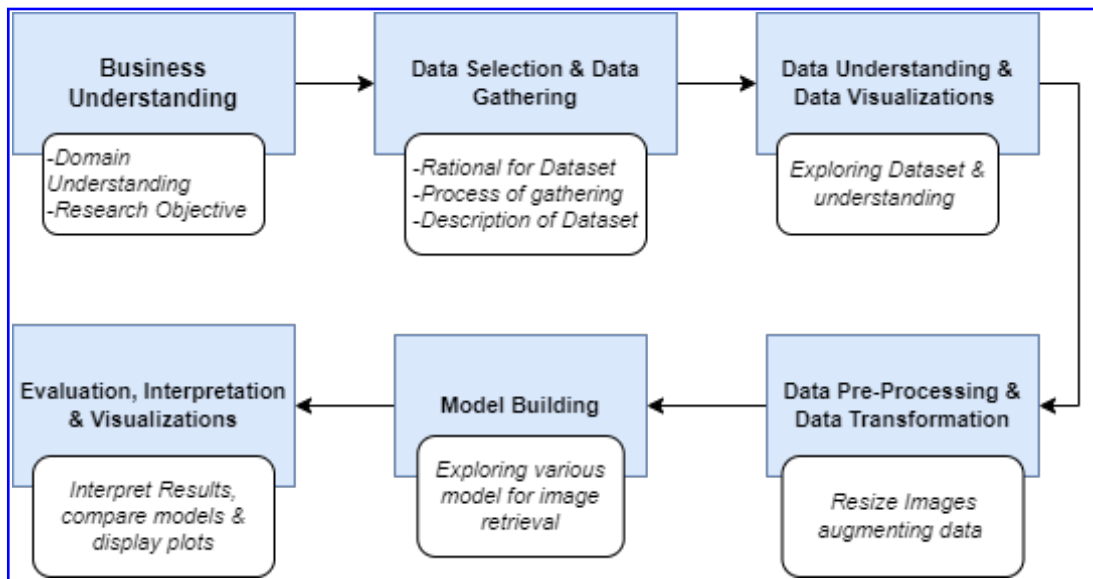 Business
Understanding
-Domain
Understanding
-Research Objective
Data Selection & Data
Gathering
-Rational for Dataset
-Process of gathering
-Description of Dataset
Data Understanding &
Data Visualizations
Exploring Dataset &
understanding
Evaluation, Interpretation
& Visualizations
Interpret Results,
compare models &
display plots
Model Building
Exploring various
model for image
retrieval
Data Pre-Processing &
Data Transformation
Resize Images
augmenting data